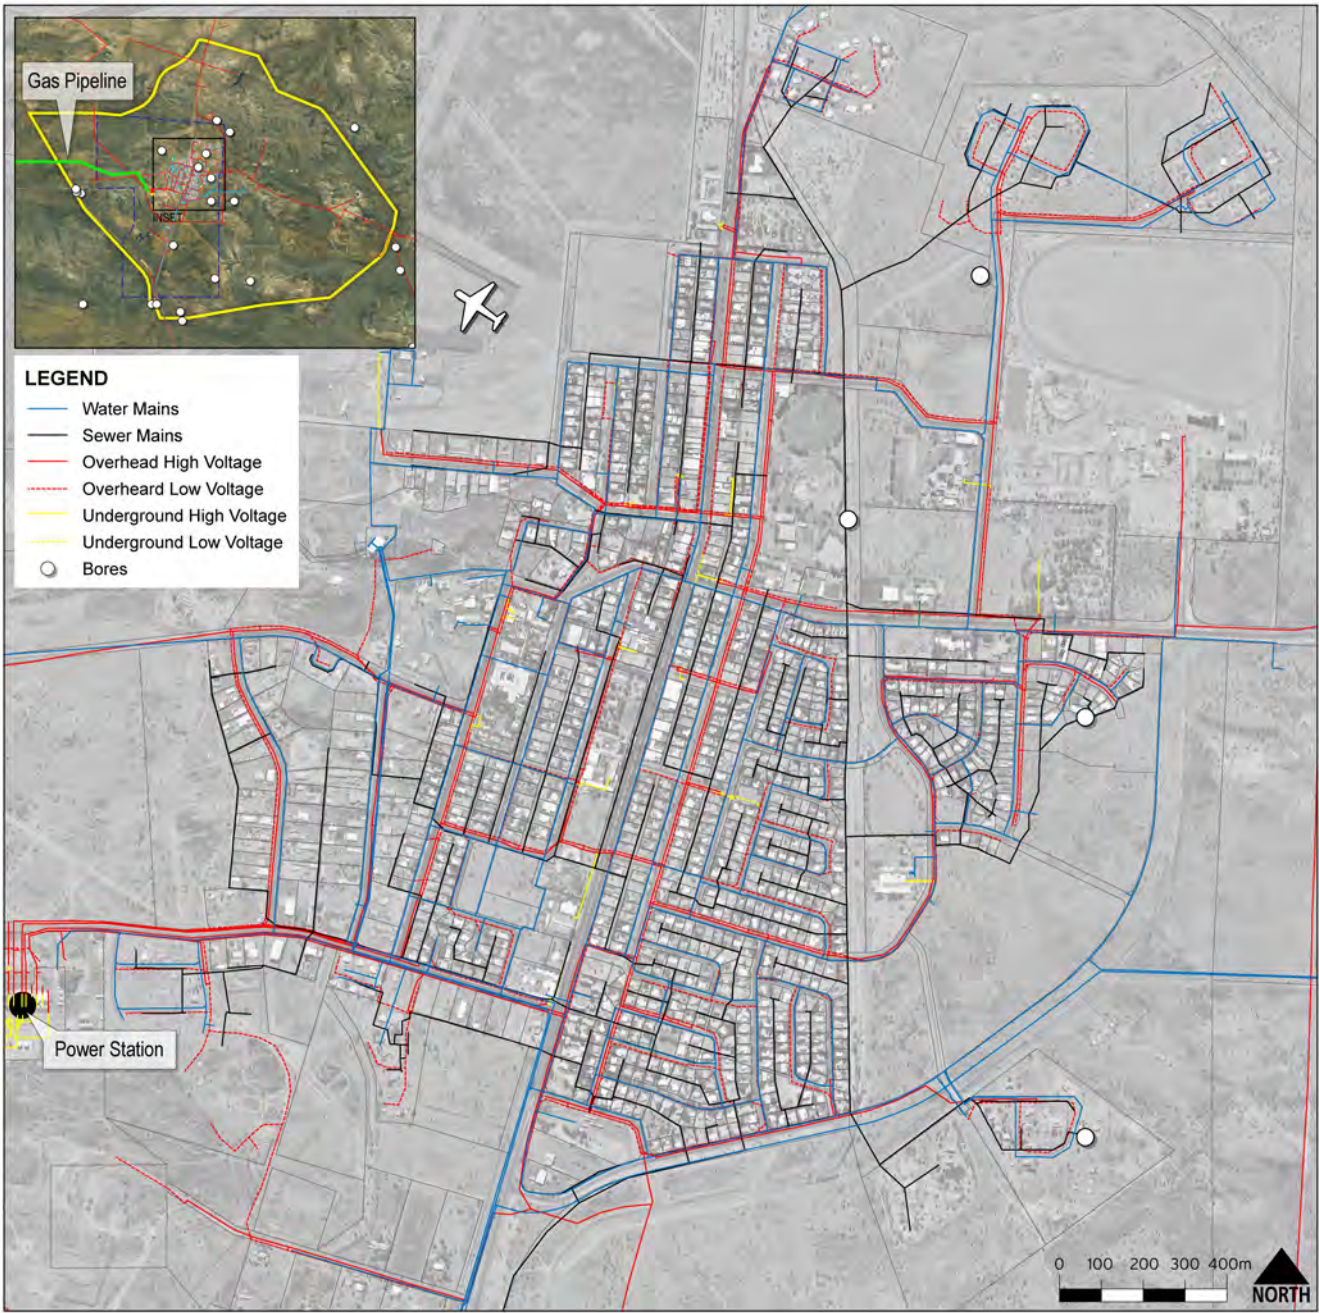 Gas Pipeline
INSET
LEGEND
Water Mains
Sewer Mains
Overhead High Voltage
Overheard Low Voltage
Underground High Voltage
Underground Low Voltage
Bores
Power Station
0 100 200 300 400m
NORTH